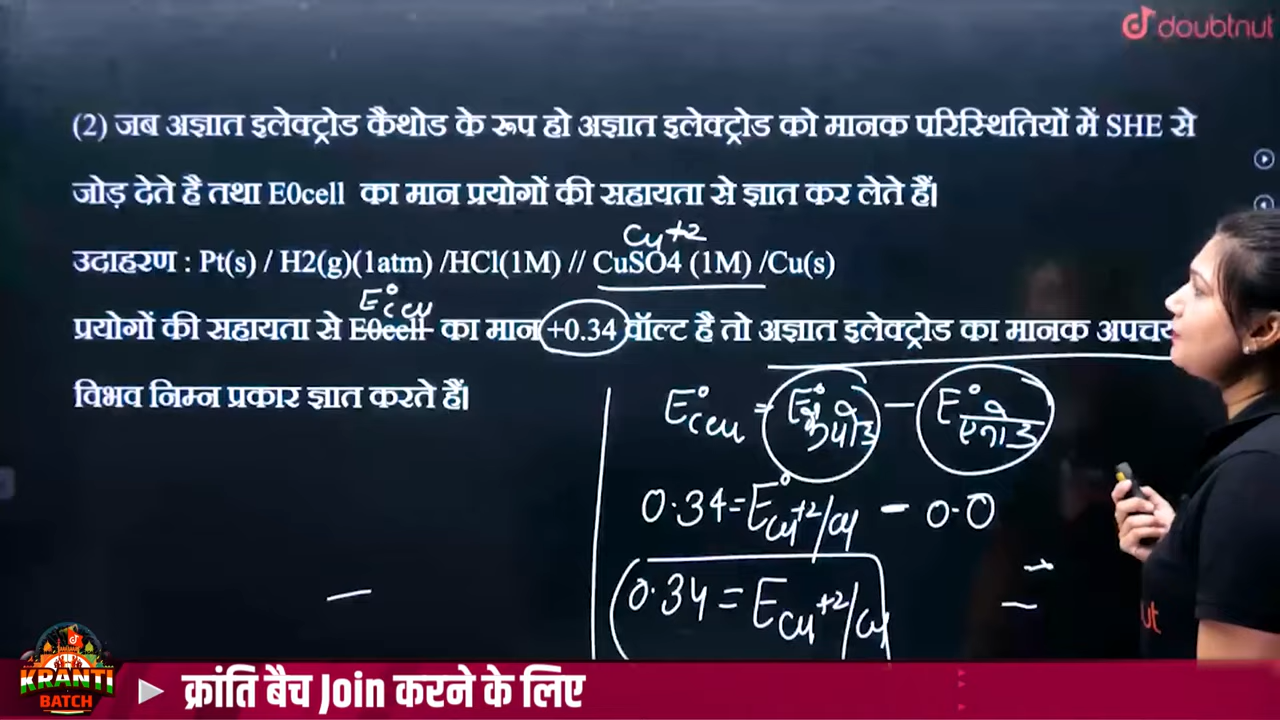 doubtnut
(2) जब अज्ञात इलेक्ट्रोड कैथोड के रूप हो अज्ञात इलेक्ट्रोड को मानक परिस्थितियों में SHE से
जोड़ देते है तथा E0cell का मान प्रयोगों की सहायता से ज्ञात कर लेते हैं।
Cu+2
उदाहरण : Pt(s) / H2(g)(1atm) /HCl(1M) // CuSO4 (1M) /Cu(s)
E°cell
प्रयोगों की सहायता से E0cell का मान +0.34 वॉल्ट है तो अज्ञात इलेक्ट्रोड का मानक अपचय
विभव निम्न प्रकार ज्ञात करते हैं।
E°cell = E°कैथोड - E°एनोड
0.34 = E°Cu+2/Cu - 0.0
0.34 = ECu+2/Cu
ut
KRANTI
BATCH
क्रांति बैच Join करने के लिए